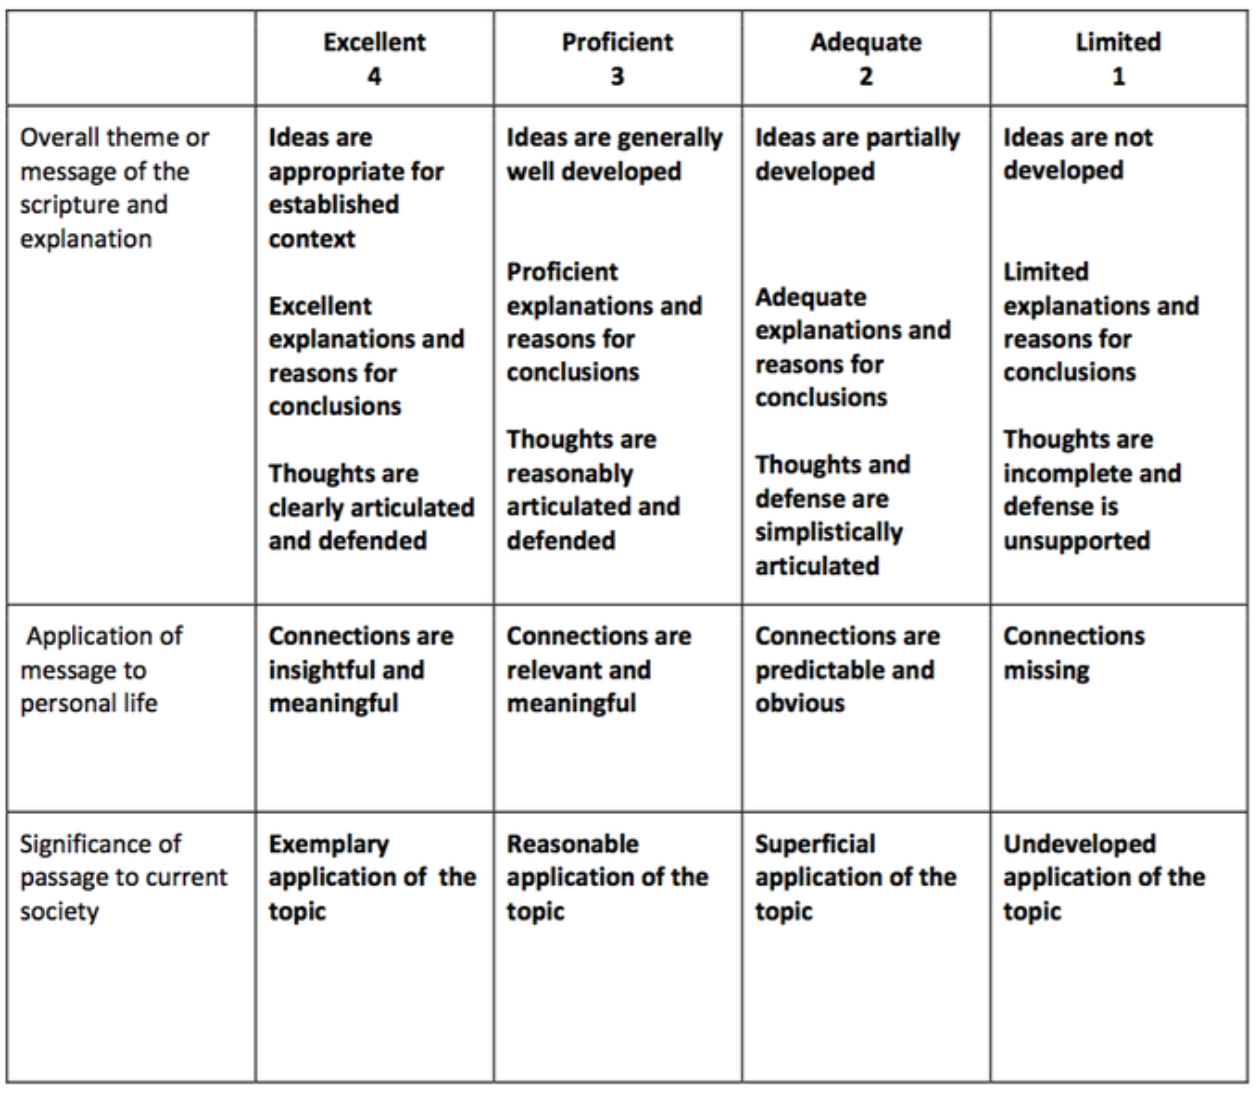 Excellent
4
Proficient
3
Adequate
2
Limited
1
Overall theme or
message of the
scripture and
explanation
Ideas are
appropriate for
established
context
Excellent
explanations and
reasons for
conclusions
Thoughts are
clearly articulated
and defended
Ideas are generally
well developed
Proficient
explanations and
reasons for
conclusions
Thoughts are
reasonably
articulated and
defended
Ideas are partially
developed
Adequate
explanations and
reasons for
conclusions
Thoughts and
defense are
simplistically
articulated
Ideas are not
developed
Limited
explanations and
reasons for
conclusions
Thoughts are
incomplete and
defense is
unsupported
Application of
message to
personal life
Connections are
insightful and
meaningful
Connections are
relevant and
meaningful
Connections are
predictable and
obvious
Connections
missing
Significance of
passage to current
society
Exemplary
application of the
topic
Reasonable
application of the
topic
Superficial
application of the
topic
Undeveloped
application of the
topic